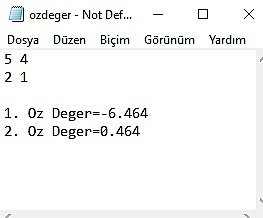 ozdeger - Not Def...
Dosya Düzen Biçim Görünüm Yardım
5 4
2 1
1. Oz Deger=-6.464
2. Oz Deger=0.464